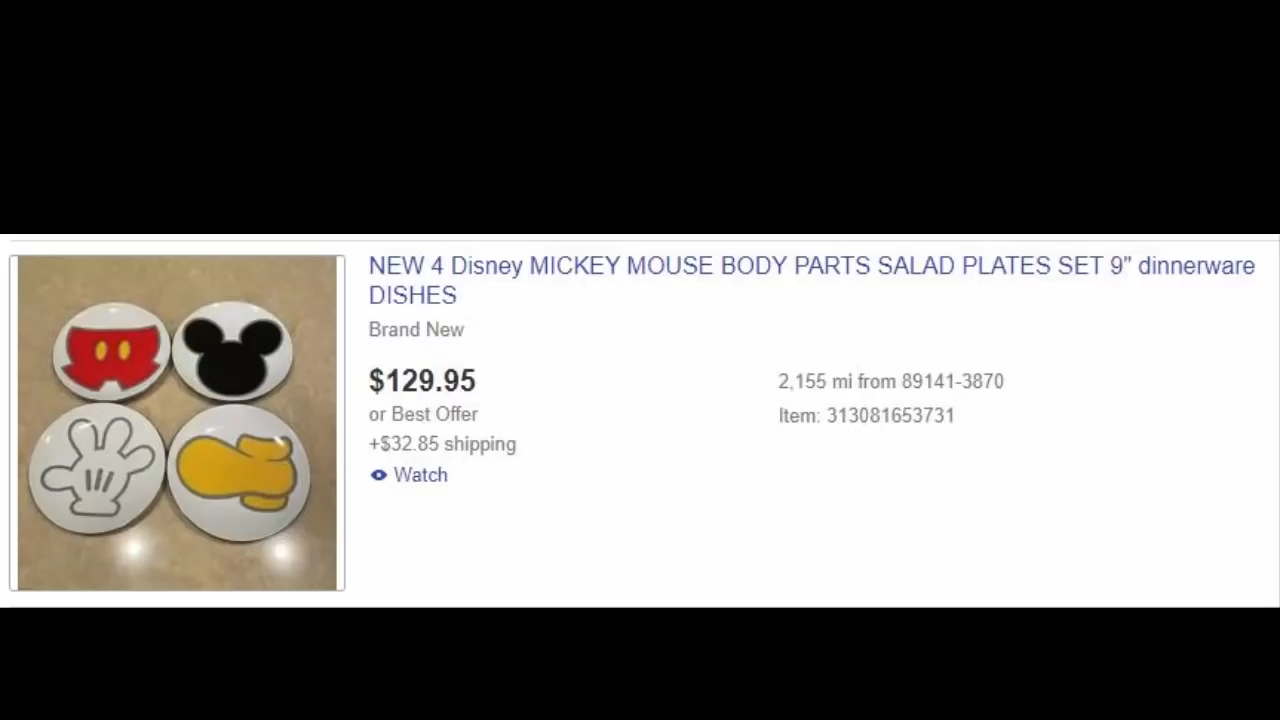 NEW 4 Disney MICKEY MOUSE BODY PARTS SALAD PLATES SET 9" dinnerware
DISHES
Brand New
$129.95
or Best Offer
+$32.85 shipping
Watch
2,155 mi from 89141-3870
Item: 313081653731